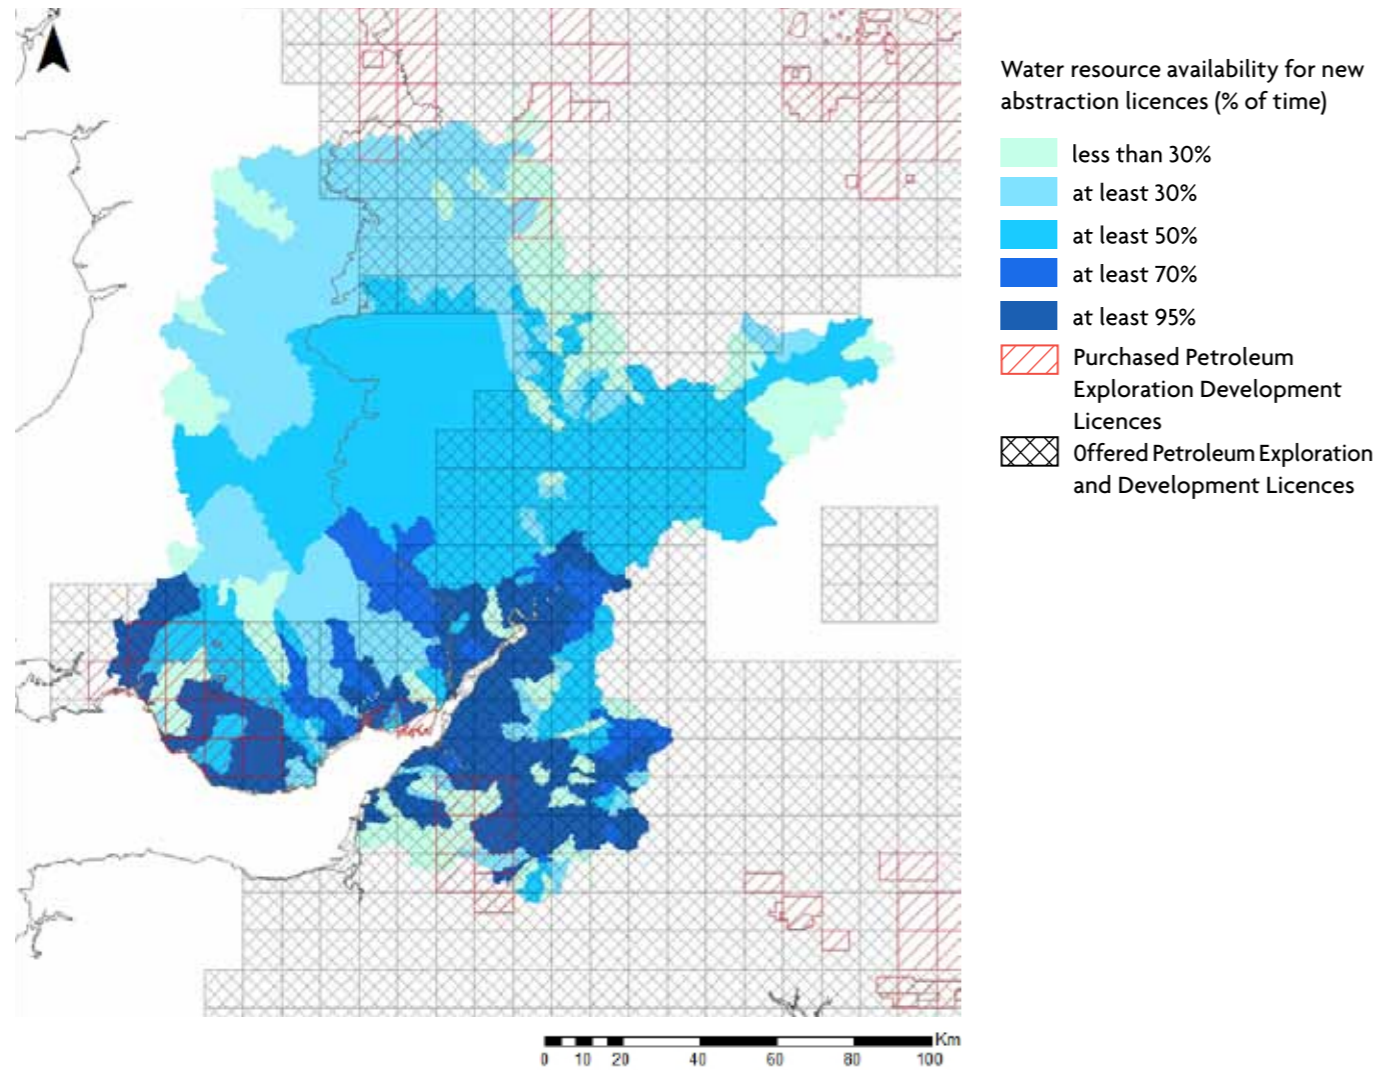 Water resource availability for new
abstraction licences (% of time)
less than 30%
at least 30%
at least 50%
at least 70%
at least 95%
Purchased Petroleum
Exploration Development
Licences
Offered Petroleum Exploration
and Development Licences
Km
0 10 20 40 60 80 100